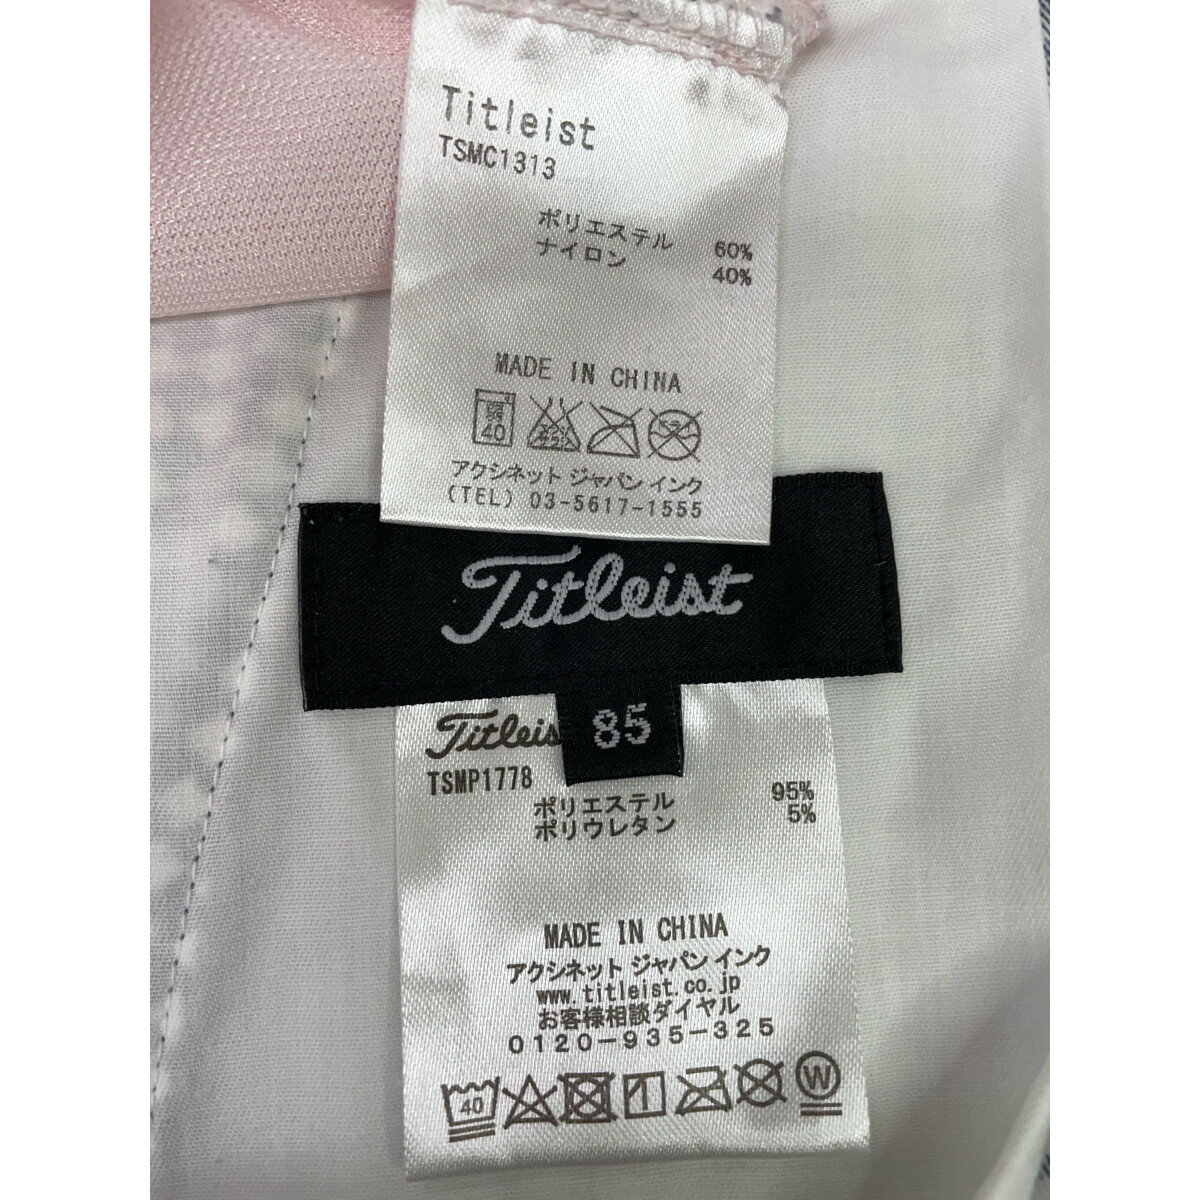 Titleist
TSMC1313
ポリエステル 60%
ナイロン 40%
MADE IN CHINA
40
アクシネット ジャパン インク
(TEL) 03-5617-1555
Titleist
85
Titleis
TSMP1778
ポリエステル 95%
ポリウレタン 5%
MADE IN CHINA
アクシネット ジャパン インク
www.titleist.co.jp
お客様相談ダイヤル
0120-935-325
40
W